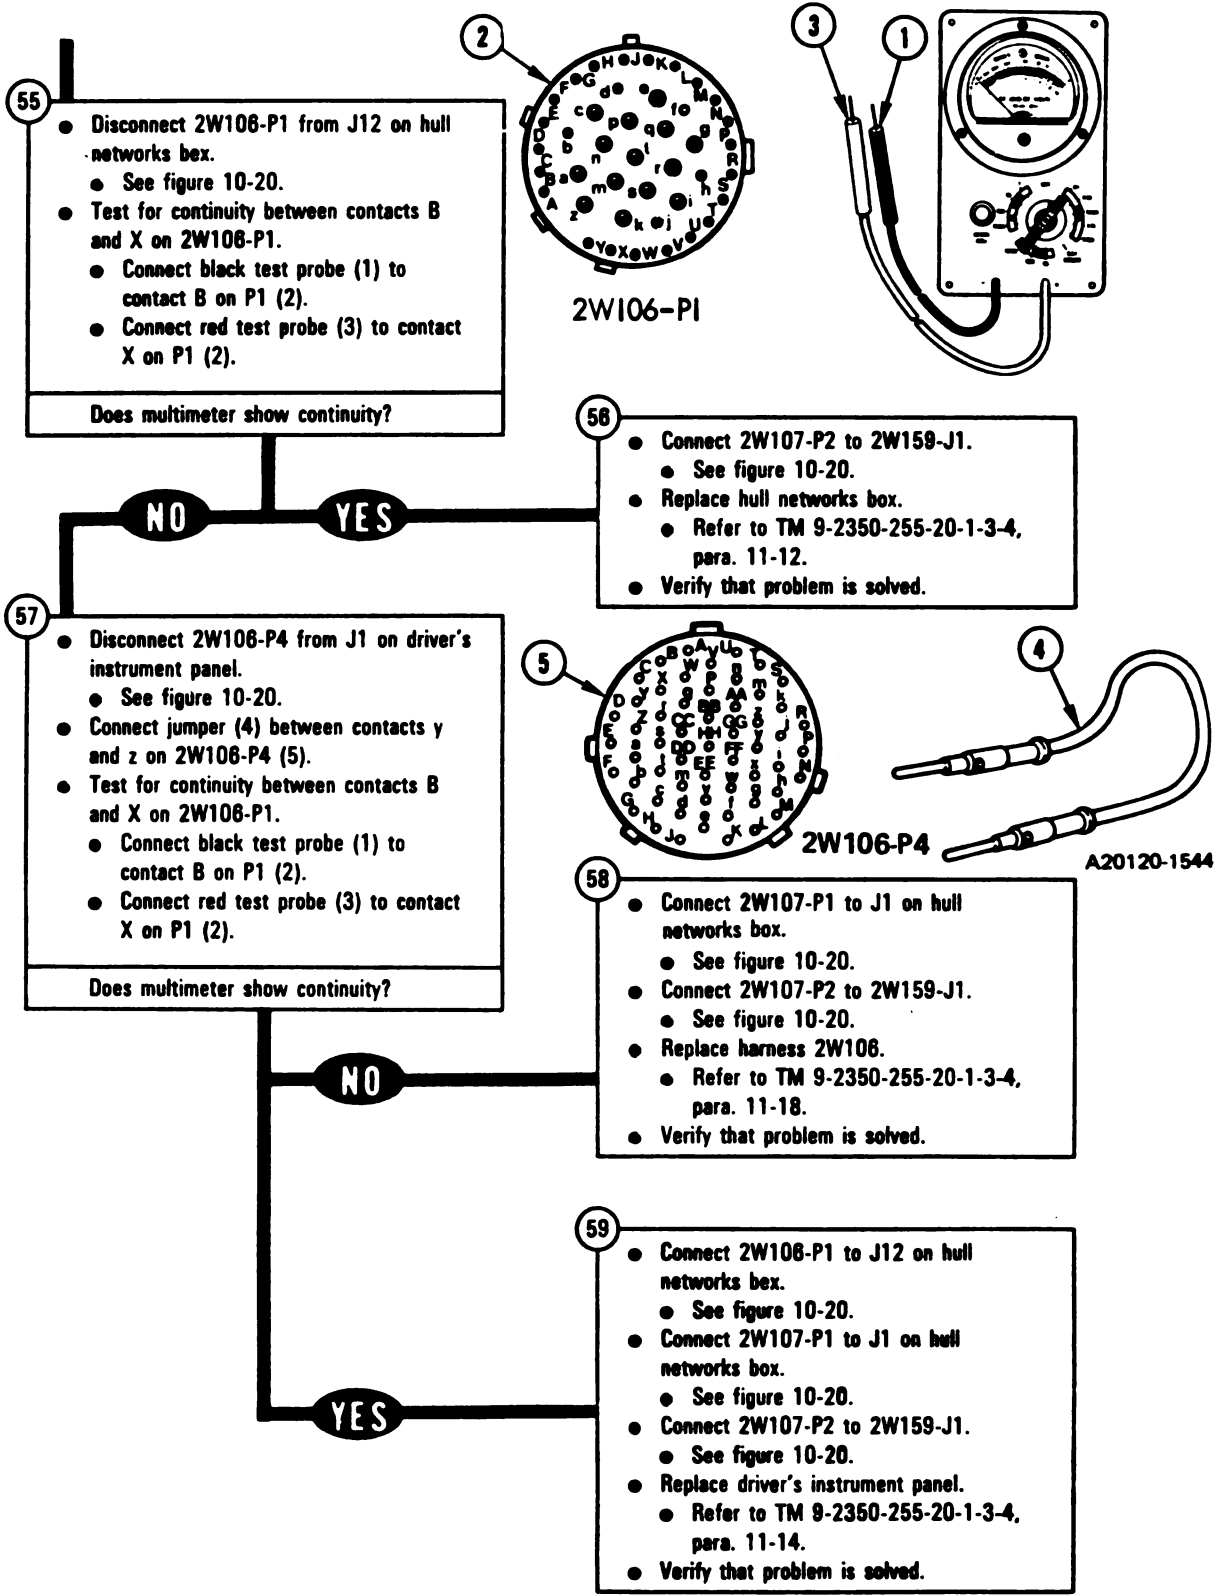 55
● Disconnect 2W106-P1 from J12 on hull
networks bex.
● See figure 10-20.
● Test for continuity between contacts B
and X on 2W106-P1.
● Connect black test probe (1) to
contact B on P1 (2).
● Connect red test probe (3) to contact
X on P1 (2).
Does multimeter show continuity?
2
H J K L M N P R S T U V W X Y
A B C D E F G
a b c d e f g h i j k l m n p q r s z
2W106-P1
3
1
NO
YES
56
● Connect 2W107-P2 to 2W159-J1.
● See figure 10-20.
● Replace hull networks box.
● Refer to TM 9-2350-255-20-1-3-4,
para. 11-12.
● Verify that problem is solved.
57
● Disconnect 2W106-P4 from J1 on driver's
instrument panel.
● See figure 10-20.
● Connect jumper (4) between contacts y
and z on 2W106-P4 (5).
● Test for continuity between contacts B
and X on 2W106-P1.
● Connect black test probe (1) to
contact B on P1 (2).
● Connect red test probe (3) to contact
X on P1 (2).
Does multimeter show continuity?
5
2W106-P4
4
A20120-1544
NO
58
● Connect 2W107-P1 to J1 on hull
networks box.
● See figure 10-20.
● Connect 2W107-P2 to 2W159-J1.
● See figure 10-20.
● Replace harness 2W106.
● Refer to TM 9-2350-255-20-1-3-4,
para. 11-18.
● Verify that problem is solved.
YES
59
● Connect 2W106-P1 to J12 on hull
networks bex.
● See figure 10-20.
● Connect 2W107-P1 to J1 on hull
networks box.
● See figure 10-20.
● Connect 2W107-P2 to 2W159-J1.
● See figure 10-20.
● Replace driver's instrument panel.
● Refer to TM 9-2350-255-20-1-3-4,
para. 11-14.
● Verify that problem is solved.